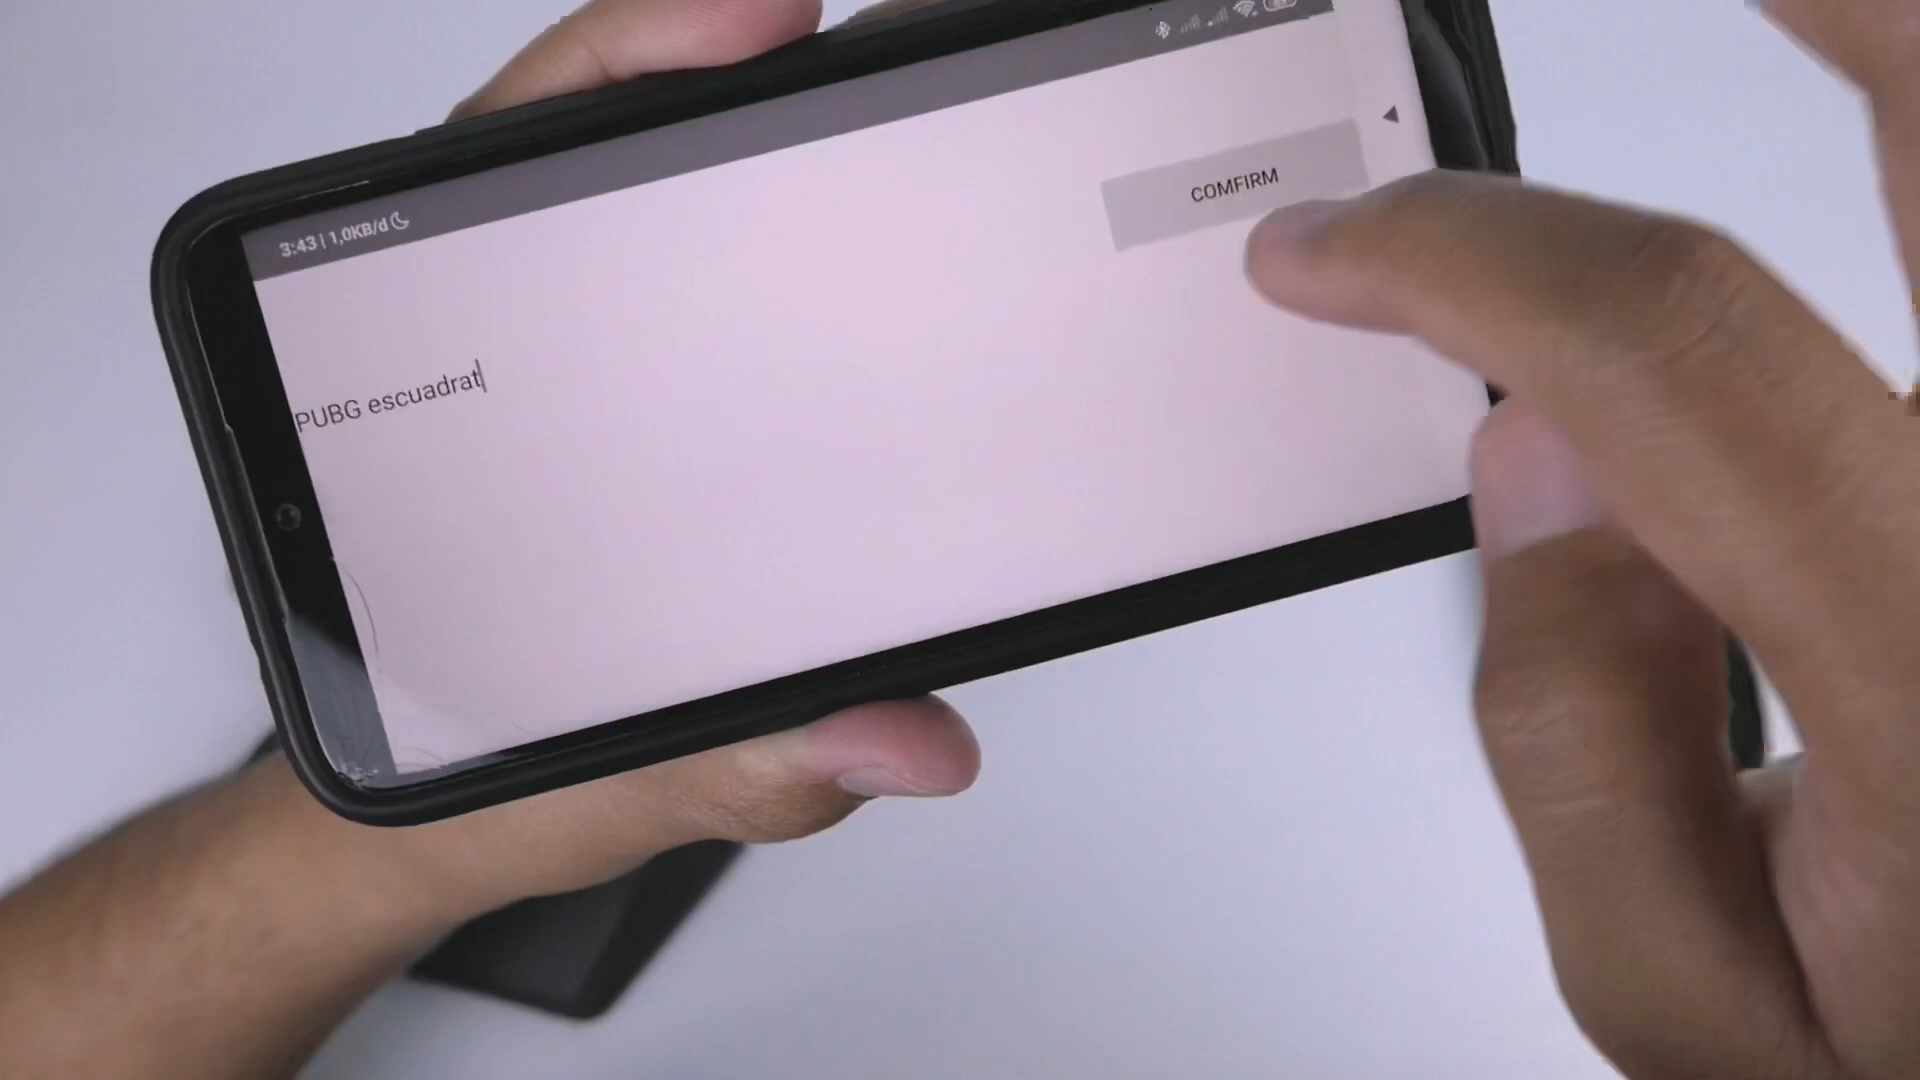 3:43 | 1,0KB/d
COMFIRM
PUBG escuadrat